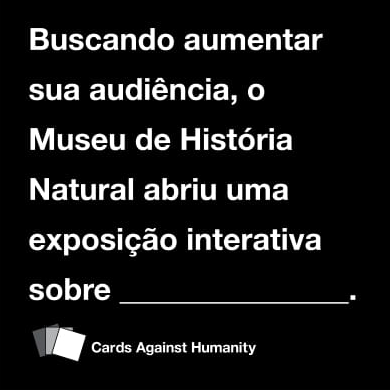 Buscando aumentar
sua audiência, o
Museu de História
Natural abriu uma
exposição interativa
sobre ______________.
Cards Against Humanity